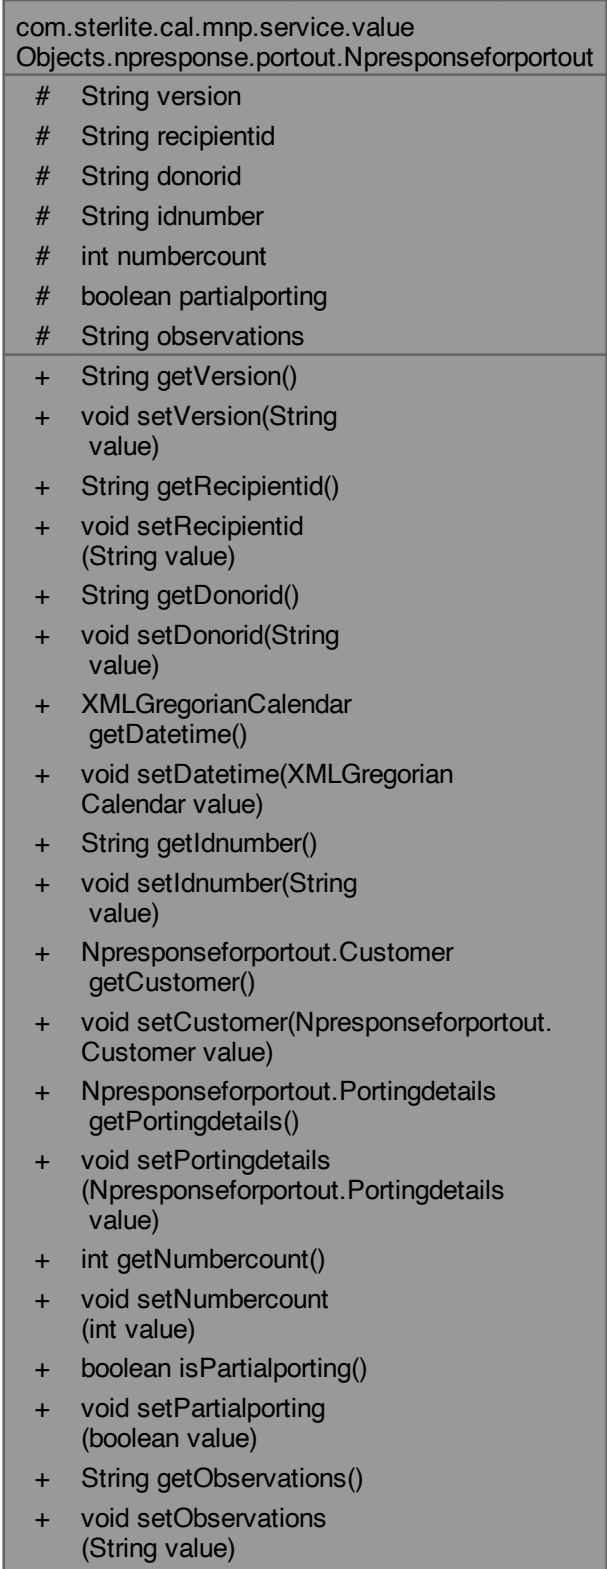 com.sterlite.cal.mnp.service.value
Objects.npresponse.portout.Npresponseforportout
# String version
# String recipientid
# String donorid
# String idnumber
# int numbercount
# boolean partialporting
# String observations
+ String getVersion()
+ void setVersion(String
value)
+ String getRecipientid()
+ void setRecipientid
(String value)
+ String getDonorid()
+ void setDonorid(String
value)
+ XMLGregorianCalendar
getDatetime()
+ void setDatetime(XMLGregorian
Calendar value)
+ String getIdnumber()
+ void setIdnumber(String
value)
+ Npresponseforportout.Customer
getCustomer()
+ void setCustomer(Npresponseforportout.
Customer value)
+ Npresponseforportout.Portingdetails
getPortingdetails()
+ void setPortingdetails
(Npresponseforportout.Portingdetails
value)
+ int getNumbercount()
+ void setNumbercount
(int value)
+ boolean isPartialporting()
+ void setPartialporting
(boolean value)
+ String getObservations()
+ void setObservations
(String value)